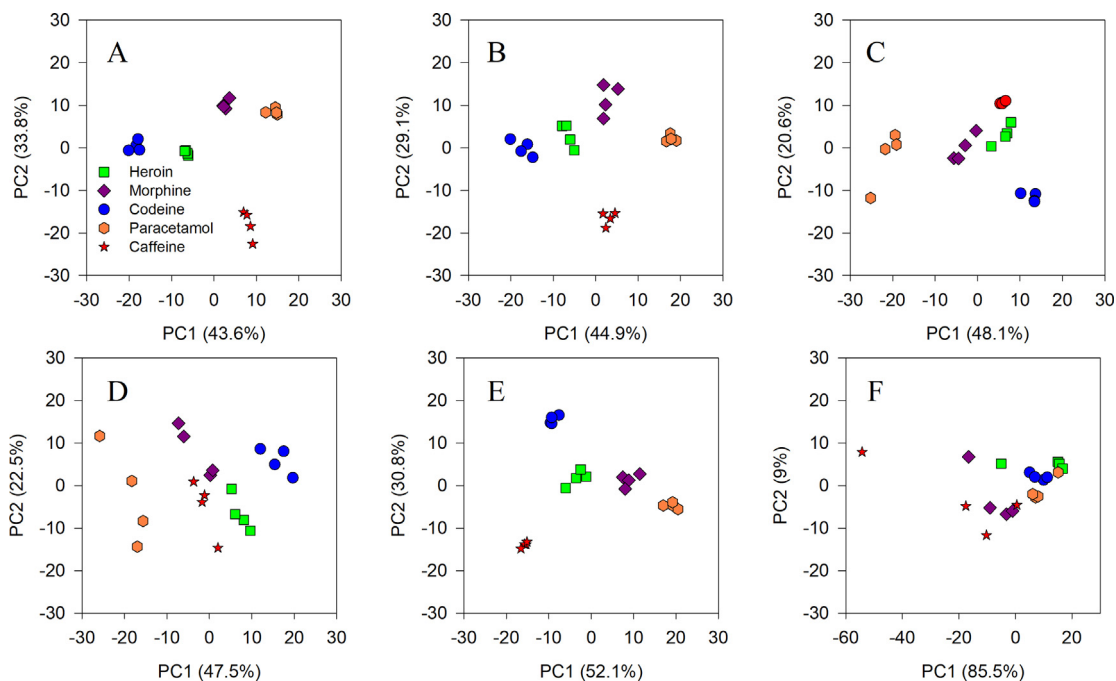 30
20
10
0
-10
-20
-30
A
PC2 (33.8%)
Heroin
Morphine
Codeine
Paracetamol
Caffeine
-30 -20 -10 0 10 20 30
PC1 (43.6%)
30
20
10
0
-10
-20
-30
B
PC2 (29.1%)
-30 -20 -10 0 10 20 30
PC1 (44.9%)
30
20
10
0
-10
-20
-30
C
PC2 (20.6%)
-30 -20 -10 0 10 20 30
PC1 (48.1%)
30
20
10
0
-10
-20
-30
D
PC2 (22.5%)
-30 -20 -10 0 10 20 30
PC1 (47.5%)
30
20
10
0
-10
-20
-30
E
PC2 (30.8%)
-30 -20 -10 0 10 20 30
PC1 (52.1%)
30
20
10
0
-10
-20
-30
F
PC2 (9%)
-60 -40 -20 0 20
PC1 (85.5%)